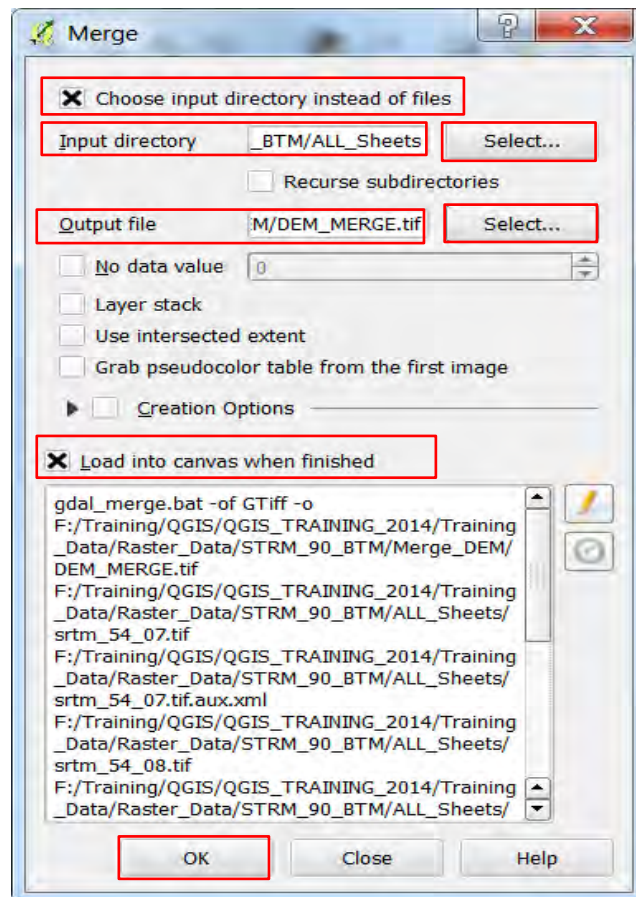 Merge
Choose input directory instead of files
Input directory _BTM/ALL_Sheets Select...
Recurse subdirectories
Output file M/DEM_MERGE.tif Select...
No data value 0
Layer stack
Use intersected extent
Grab pseudocolor table from the first image
Creation Options
Load into canvas when finished
gdal_merge.bat -of GTiff -o
F:/Training/QGIS/QGIS_TRAINING_2014/Training
_Data/Raster_Data/STRM_90_BTM/Merge_DEM/
DEM_MERGE.tif
F:/Training/QGIS/QGIS_TRAINING_2014/Training
_Data/Raster_Data/STRM_90_BTM/ALL_Sheets/
srtm_54_07.tif
F:/Training/QGIS/QGIS_TRAINING_2014/Training
_Data/Raster_Data/STRM_90_BTM/ALL_Sheets/
srtm_54_07.tif.aux.xml
F:/Training/QGIS/QGIS_TRAINING_2014/Training
_Data/Raster_Data/STRM_90_BTM/ALL_Sheets/
srtm_54_08.tif
F:/Training/QGIS/QGIS_TRAINING_2014/Training
_Data/Raster_Data/STRM_90_BTM/ALL_Sheets/
OK Close Help